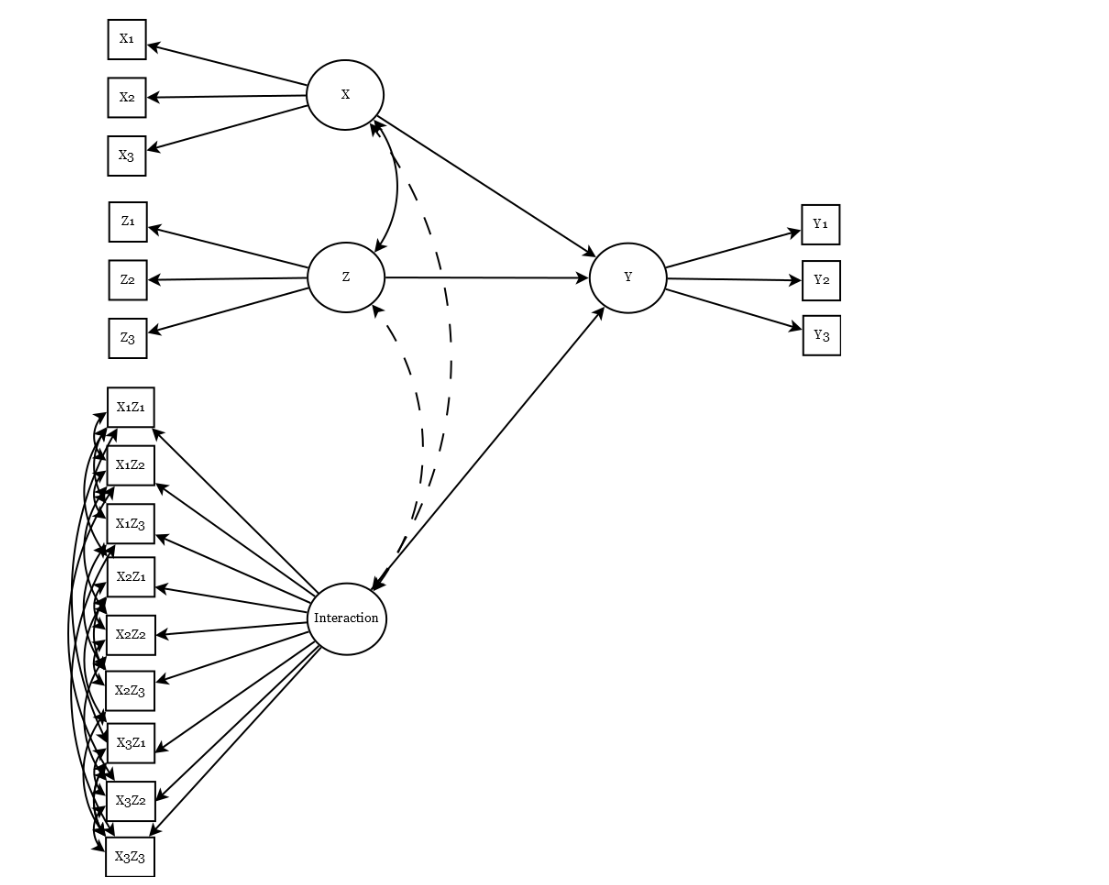 X1
X2
X
X3
Z1
Z2
Z
Z3
Y
Y1
Y2
Y3
X1Z1
X1Z2
X1Z3
X2Z1
X2Z2
X2Z3
X3Z1
X3Z2
X3Z3
Interaction